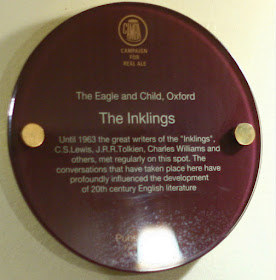 CAMRA
CAMPAIGN
FOR
REAL ALE
The Eagle and Child, Oxford
The Inklings
Until 1963 the great writers of the "Inklings",
C.S.Lewis, J.R.R.Tolkien, Charles Williams and
others, met regularly on this spot. The
conversations that have taken place here have
profoundly influenced the development
of 20th century English literature